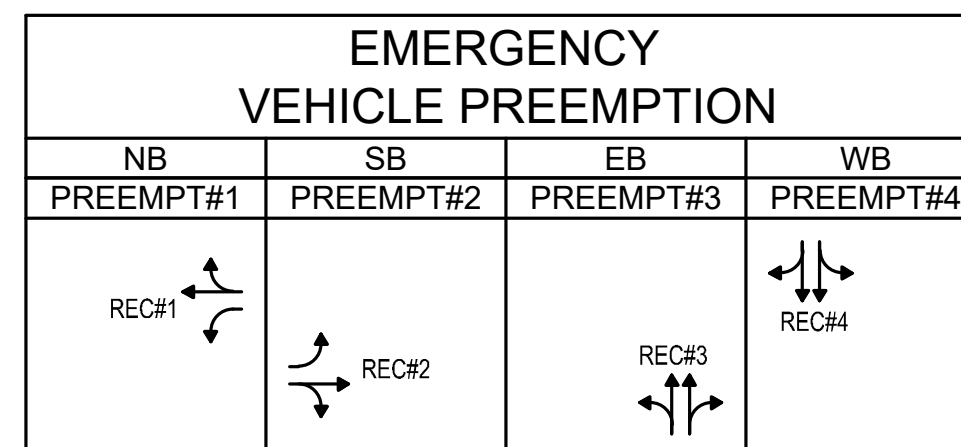 EMERGENCY
VEHICLE PREEMPTION
NB SB EB WB
PREEMPT#1 PREEMPT#2 PREEMPT#3 PREEMPT#4
REC#1
REC#2
REC#3
REC#4